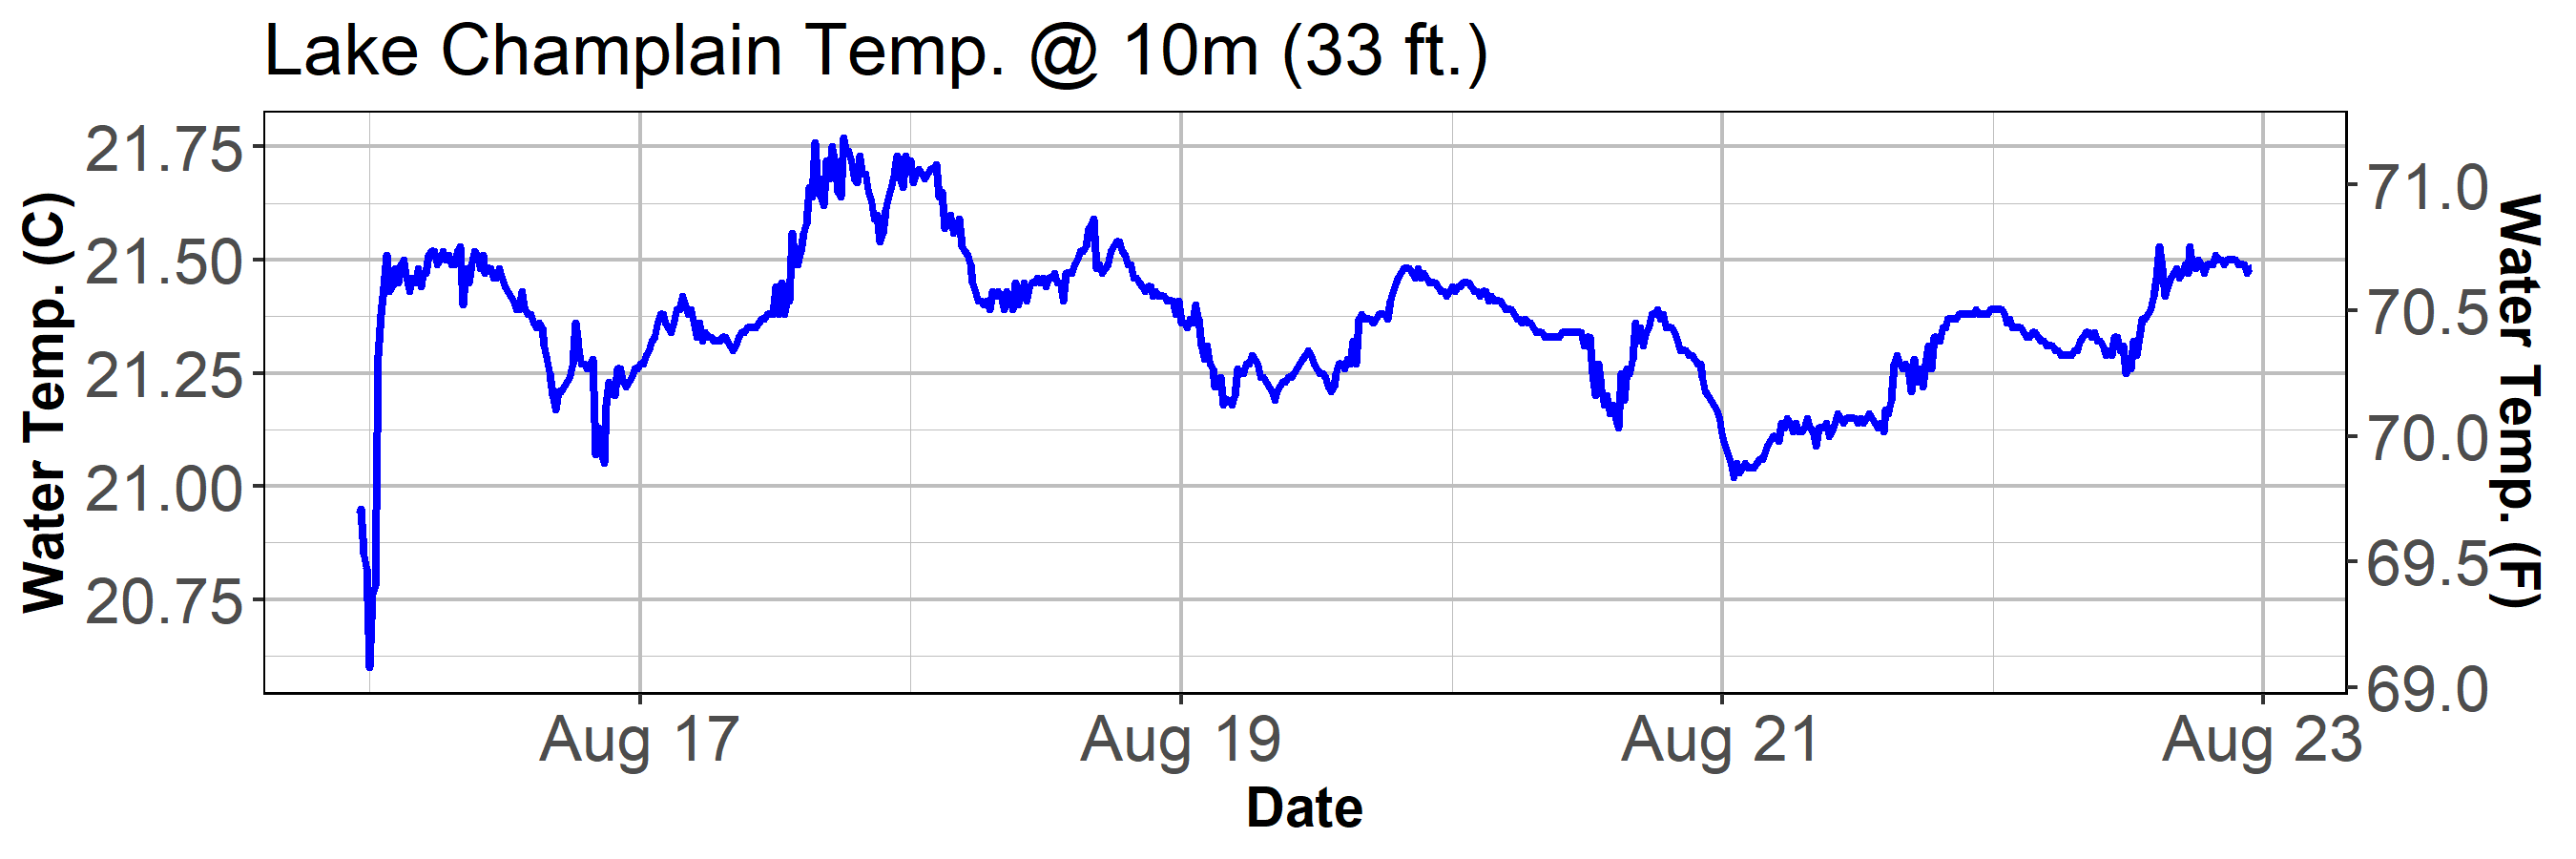 Lake Champlain Temp. @ 10m (33 ft.)
Water Temp. (C)
21.75
21.50
21.25
21.00
20.75
71.0
70.5
70.0
69.5
69.0
Water Temp. (F)
Aug 17
Aug 19
Aug 21
Aug 23
Date